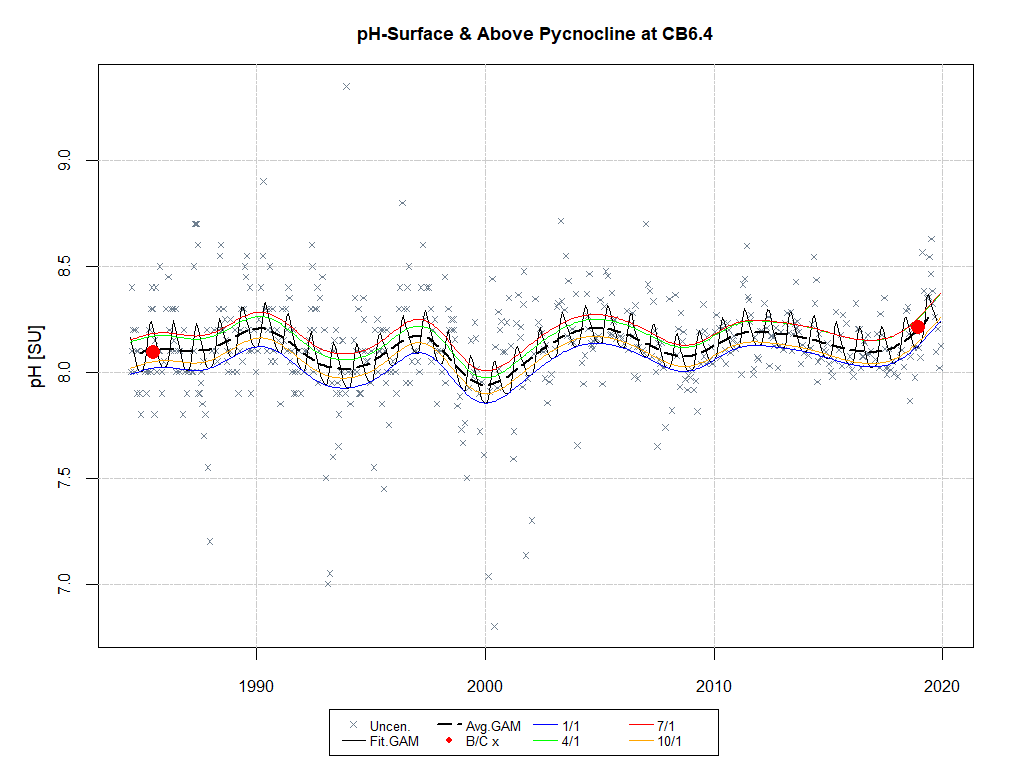 pH-Surface & Above Pycnocline at CB6.4
pH [SU]
9.0
8.5
8.0
7.5
7.0
1990 2000 2010 2020
Uncen. Avg.GAM 1/1 7/1
Fit.GAM B/C x 4/1 10/1